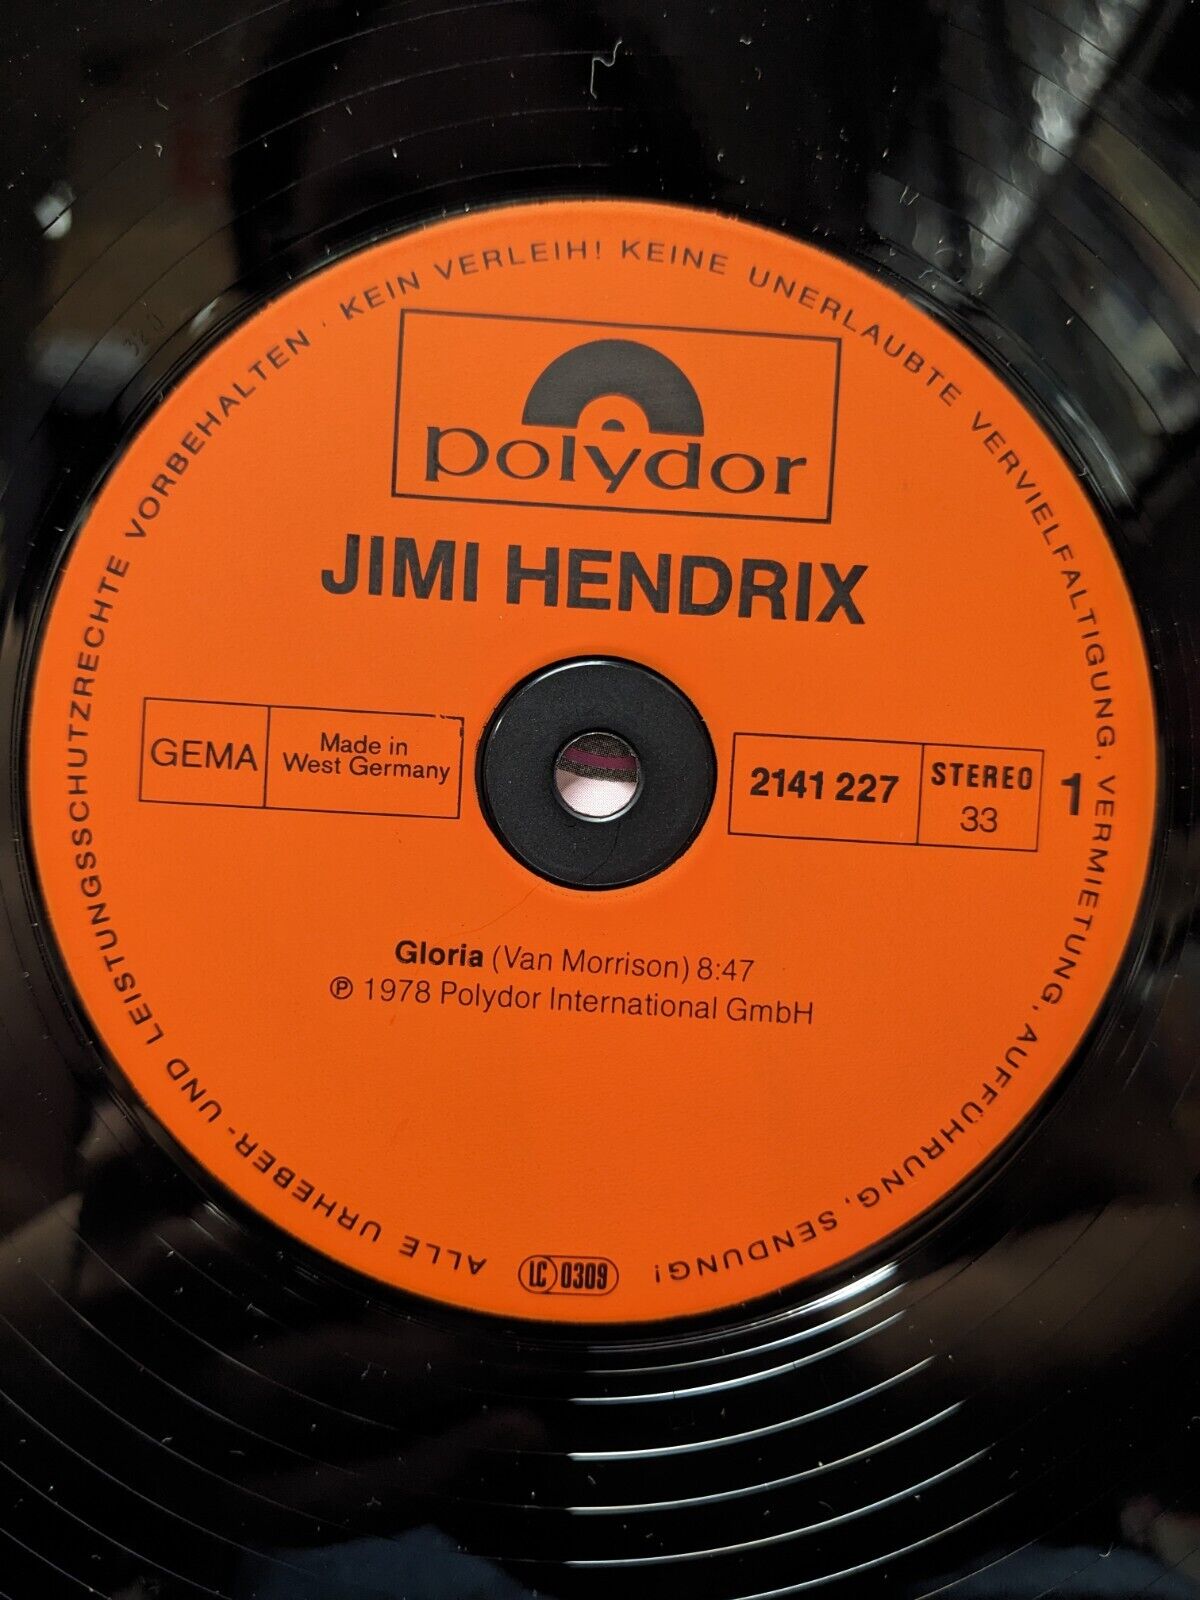 ALLE URHEBER- UND LEISTUNGSSCHUTZRECHTE VORBEHALTEN · KEIN VERLEIH! KEINE UNERLAUBTE VERVIELFÄLTIGUNG, VERMIETUNG, AUFFÜHRUNG, SENDUNG!
polydor
JIMI HENDRIX
GEMA
Made in
West Germany
2141 227
STEREO
33
1
Gloria (Van Morrison) 8:47
℗ 1978 Polydor International GmbH
LC 0309